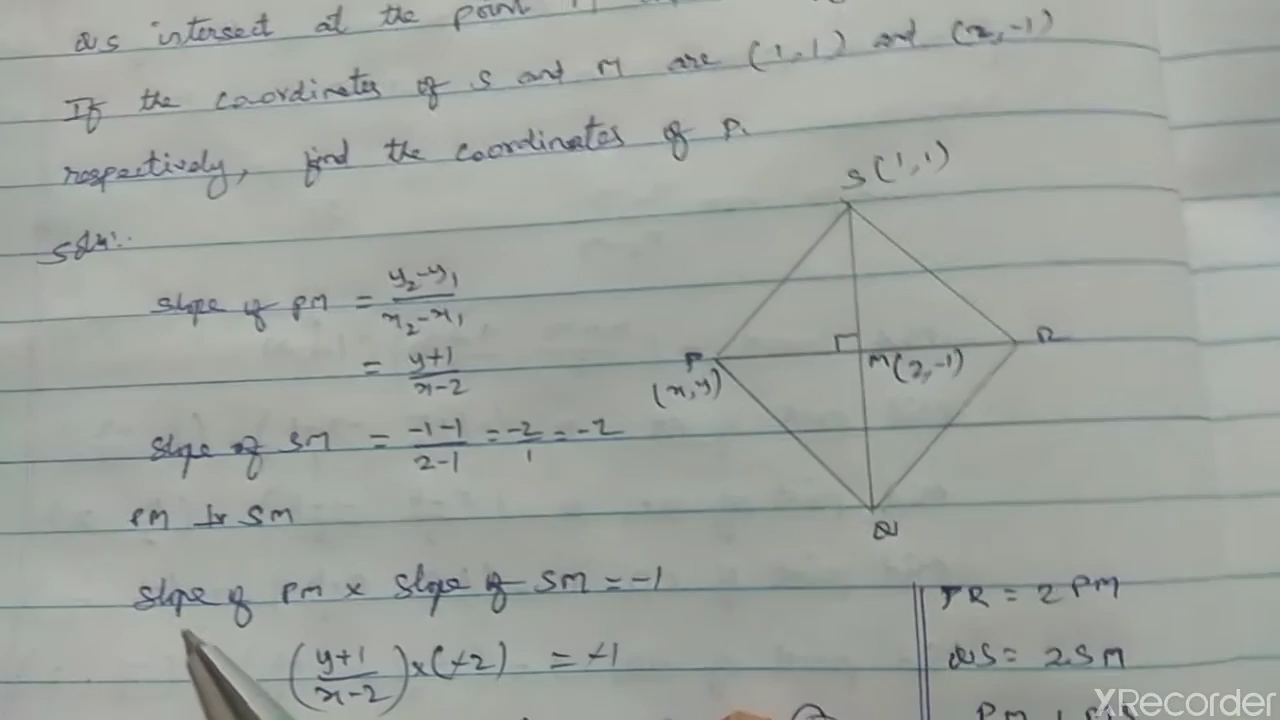 QS intersect at the point M
If the coordinates of S and M are (1,1) and (2,-1)
respectively, find the coordinates of P.
Soln:.
S(1,1)
Slope of PM = y₂-y₁/x₂-x₁
= y+1/x-2
P
(x,y)
M(2,-1)
R
Slope of SM = -1-1/2-1 = -2/1 = -2
PM ⊥r SM
Q
Slope of PM × Slope of SM = -1
(y+1/x-2)×(-2) = -1
PR = 2PM
QS = 2SM
XRecorder